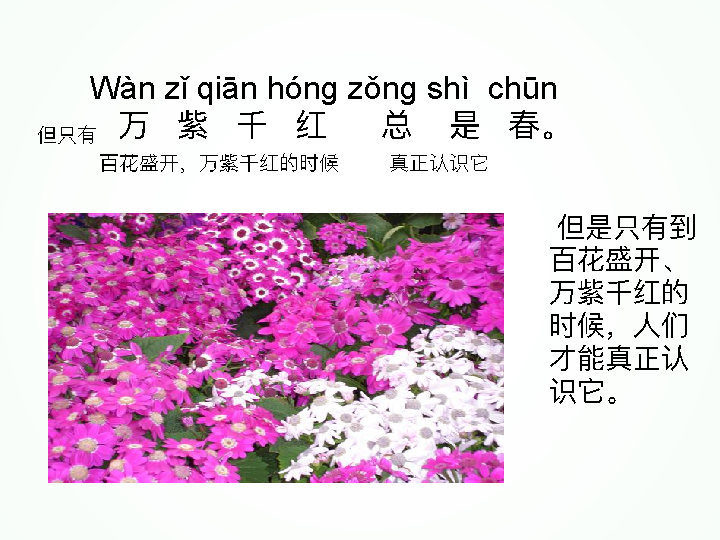 Wàn zǐ qiān hóng zǒng shì chūn
但只有 万 紫 千 红 总 是 春。
百花盛开，万紫千红的时候 真正认识它
但是只有到
百花盛开、
万紫千红的
时候，人们
才能真正认
识它。